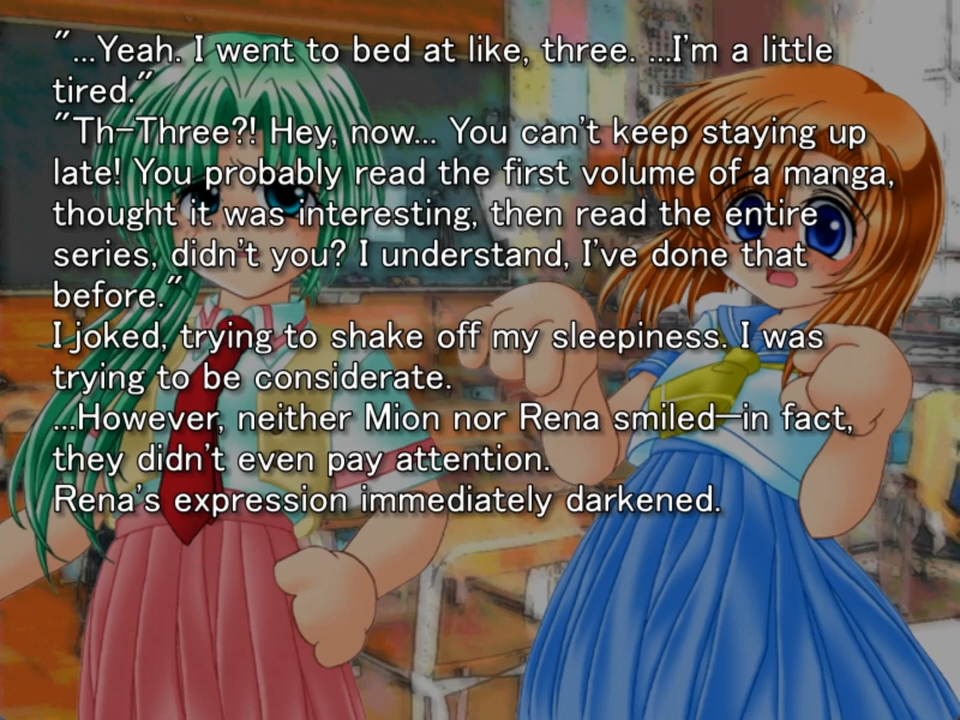 "...Yeah. I went to bed at like, three. ...I'm a little
tired."
"Th-Three?! Hey, now... You can't keep staying up
late! You probably read the first volume of a manga,
thought it was interesting, then read the entire
series, didn't you? I understand, I've done that
before."
I joked, trying to shake off my sleepiness. I was
trying to be considerate.
...However, neither Mion nor Rena smiled—in fact,
they didn't even pay attention.
Rena's expression immediately darkened.